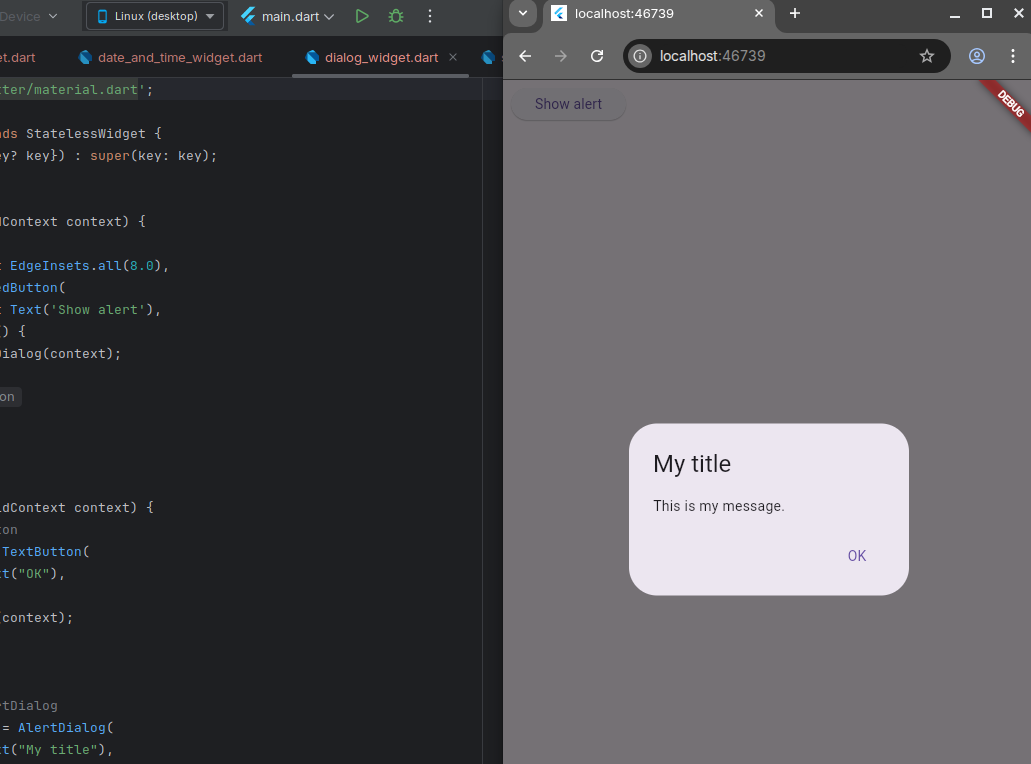 Device
Linux (desktop)
main.dart
et.dart
date_and_time_widget.dart
dialog_widget.dart
tter/material.dart';
nds StatelessWidget {
ey? key}) : super(key: key);
dContext context) {
t EdgeInsets.all(8.0),
edButton(
t Text('Show alert'),
() {
Dialog(context);
on
ldContext context) {
ton
TextButton(
xt("OK"),
(context);
rtDialog
= AlertDialog(
xt("My title"),
localhost:46739
localhost:46739
Show alert
DEBUG
My title
This is my message.
OK